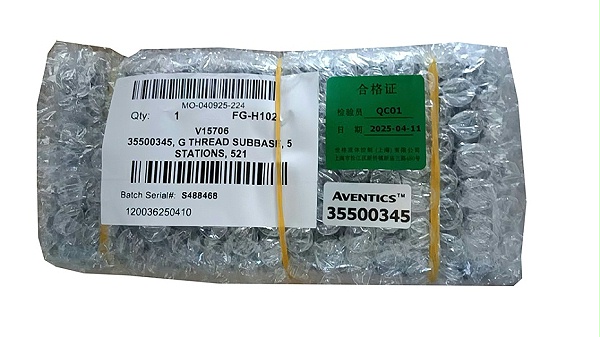 MO-040925-224
Qty: 1 FG-H102
V15706
35500345, G THREAD SUBBASE, 5
STATIONS, 521
Batch Serial#: S488468
120036250410
合格证
检验员 QC01
日 期 2025-04-11
AVENTICS™
35500345